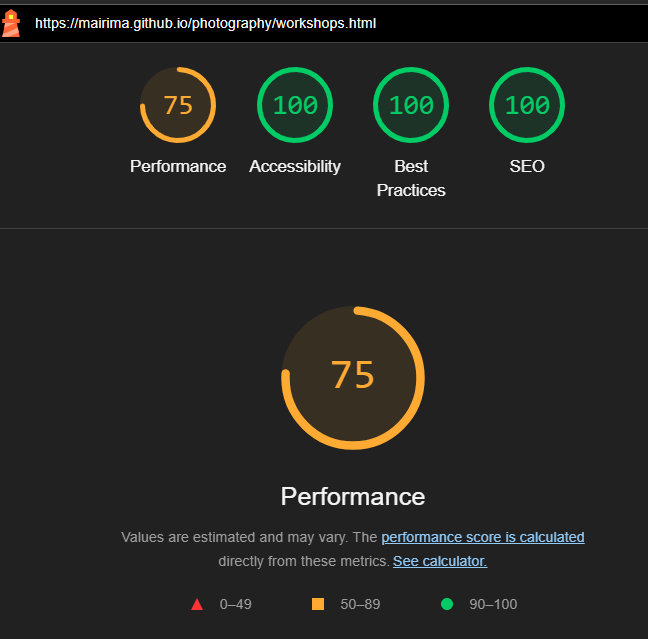 https://mairima.github.io/photography/workshops.html
75
100
100
100
Performance
Accessibility
Best
Practices
SEO
75
Performance
Values are estimated and may vary. The performance score is calculated
directly from these metrics. See calculator.
0–49
50–89
90–100